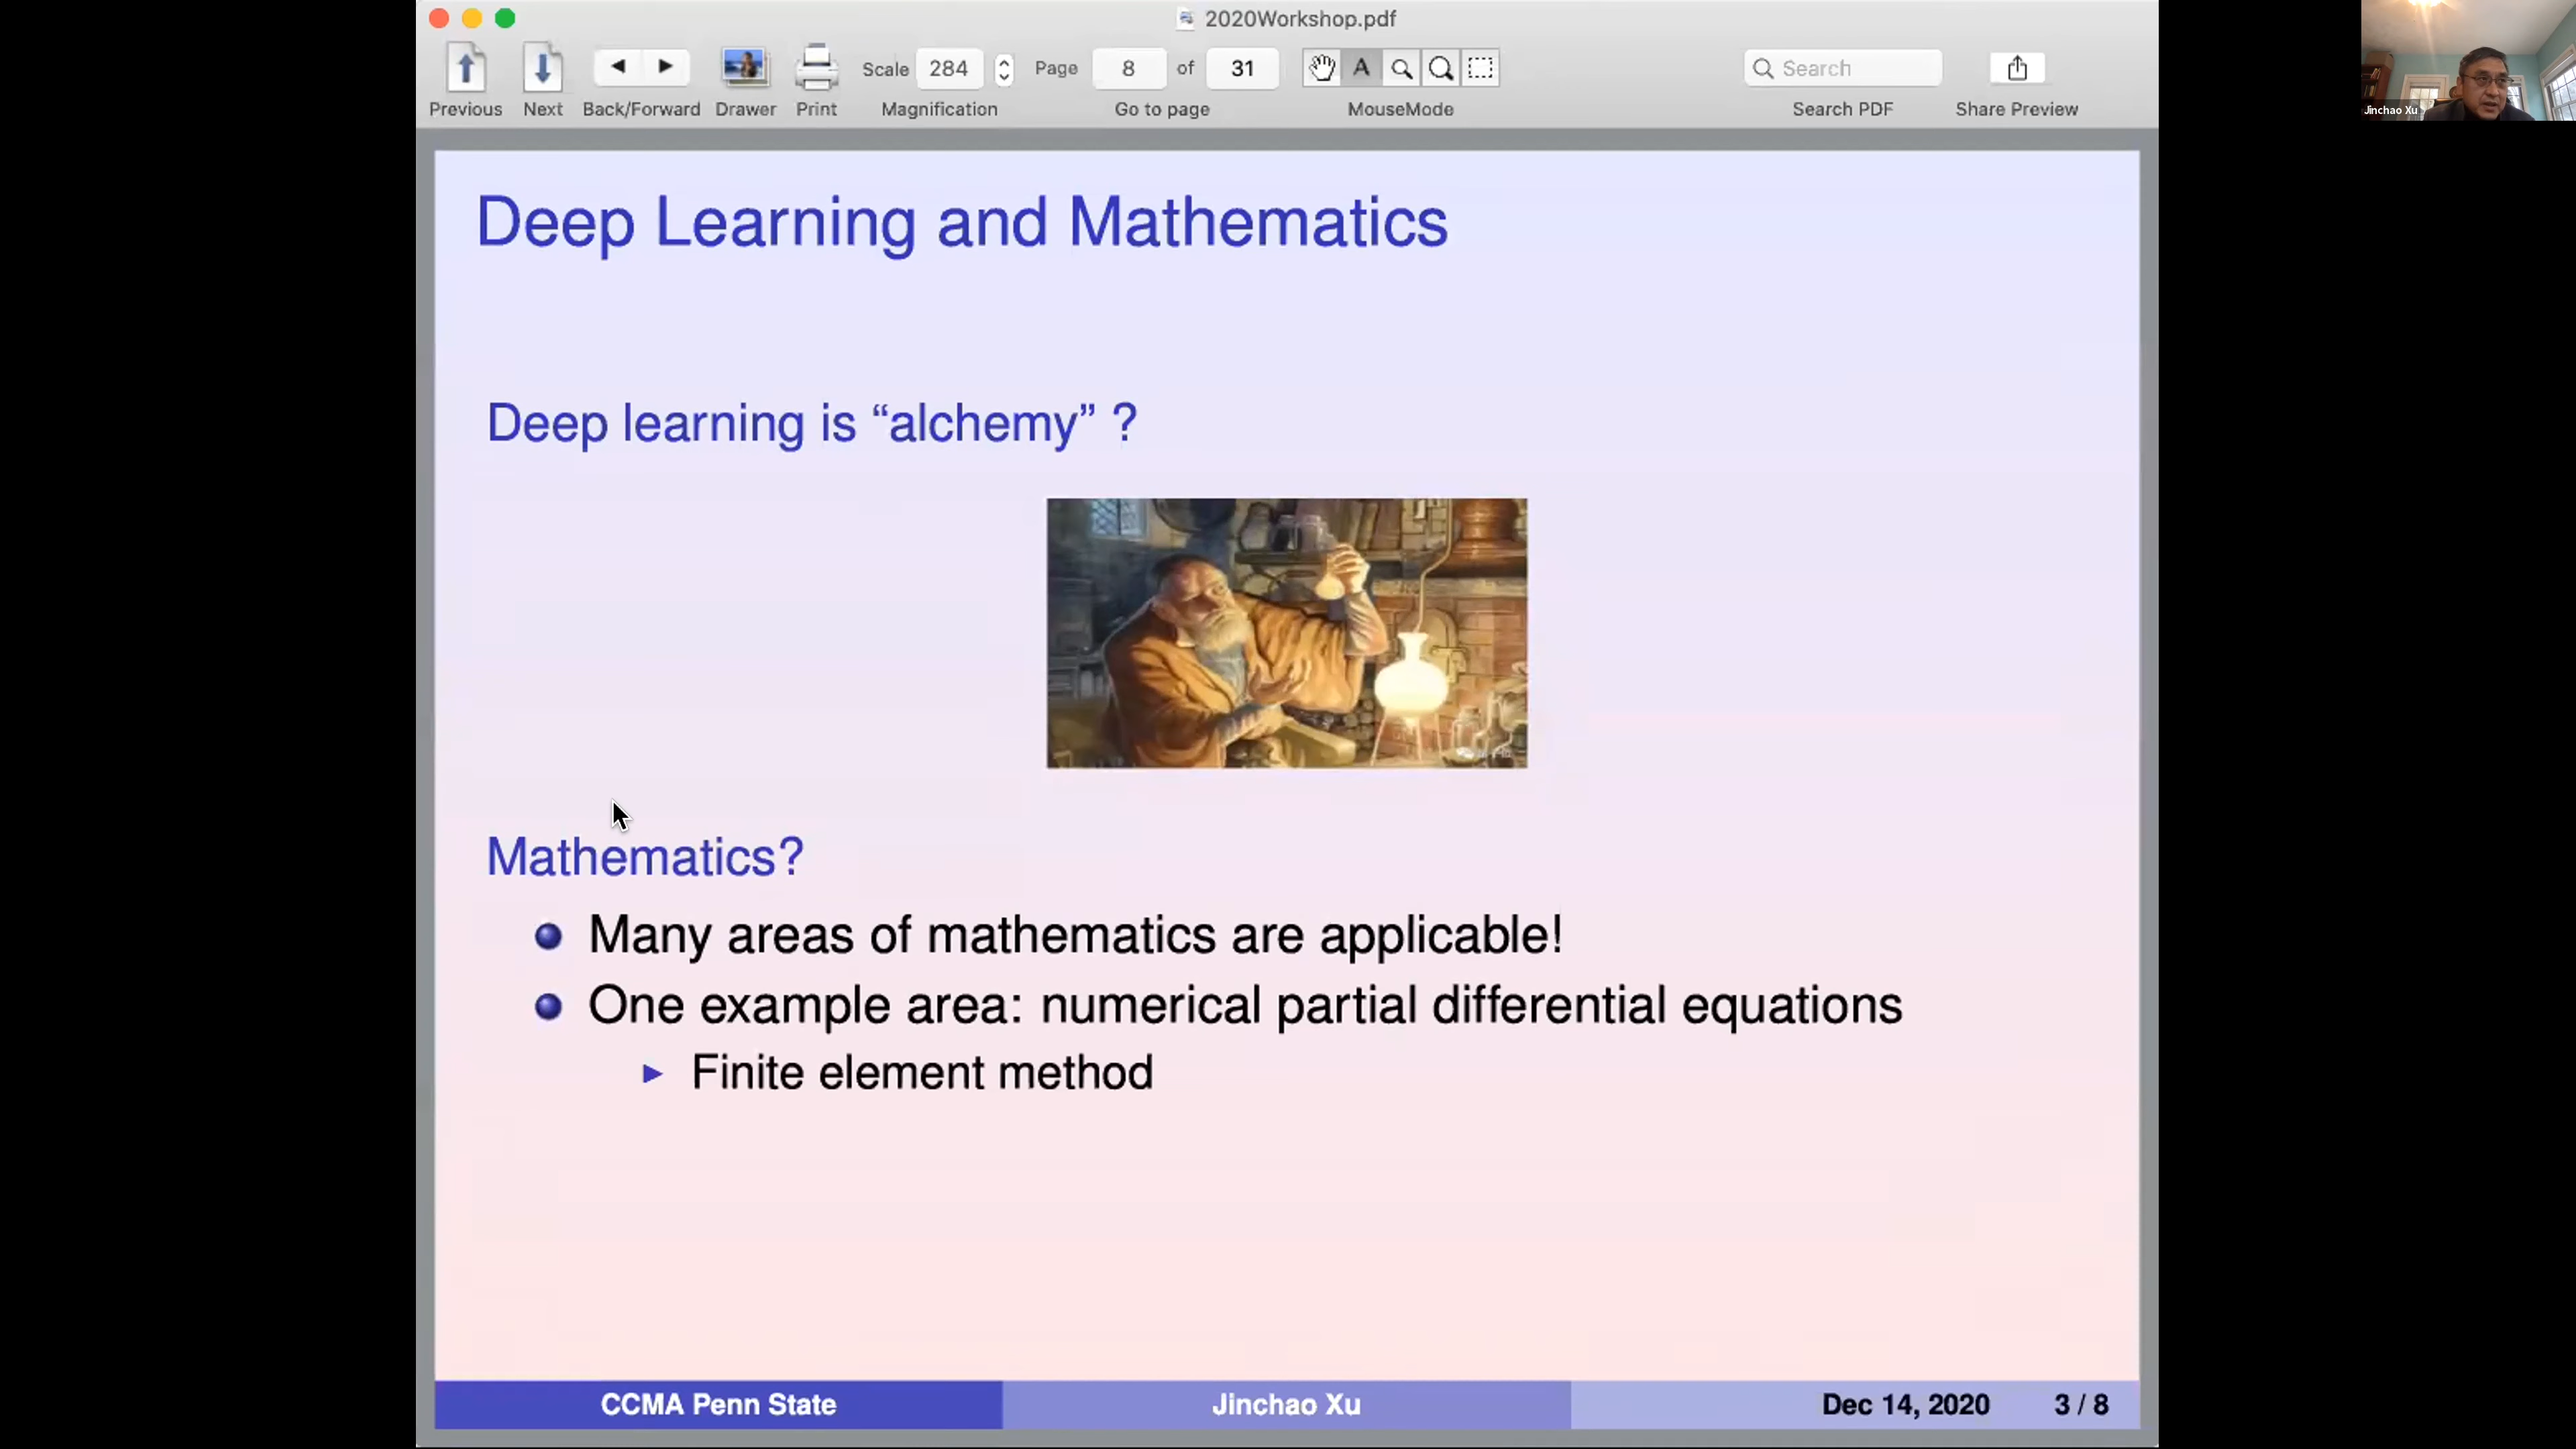 2020Workshop.pdf
Previous
Next
Back/Forward
Drawer
Print
Scale 284
Magnification
Page 8 of 31
Go to page
A
MouseMode
Search
Search PDF
Share Preview
Jinchao Xu
Deep Learning and Mathematics
Deep learning is “alchemy” ?
Mathematics?
Many areas of mathematics are applicable!
One example area: numerical partial differential equations
Finite element method
CCMA Penn State
Jinchao Xu
Dec 14, 2020
3 / 8